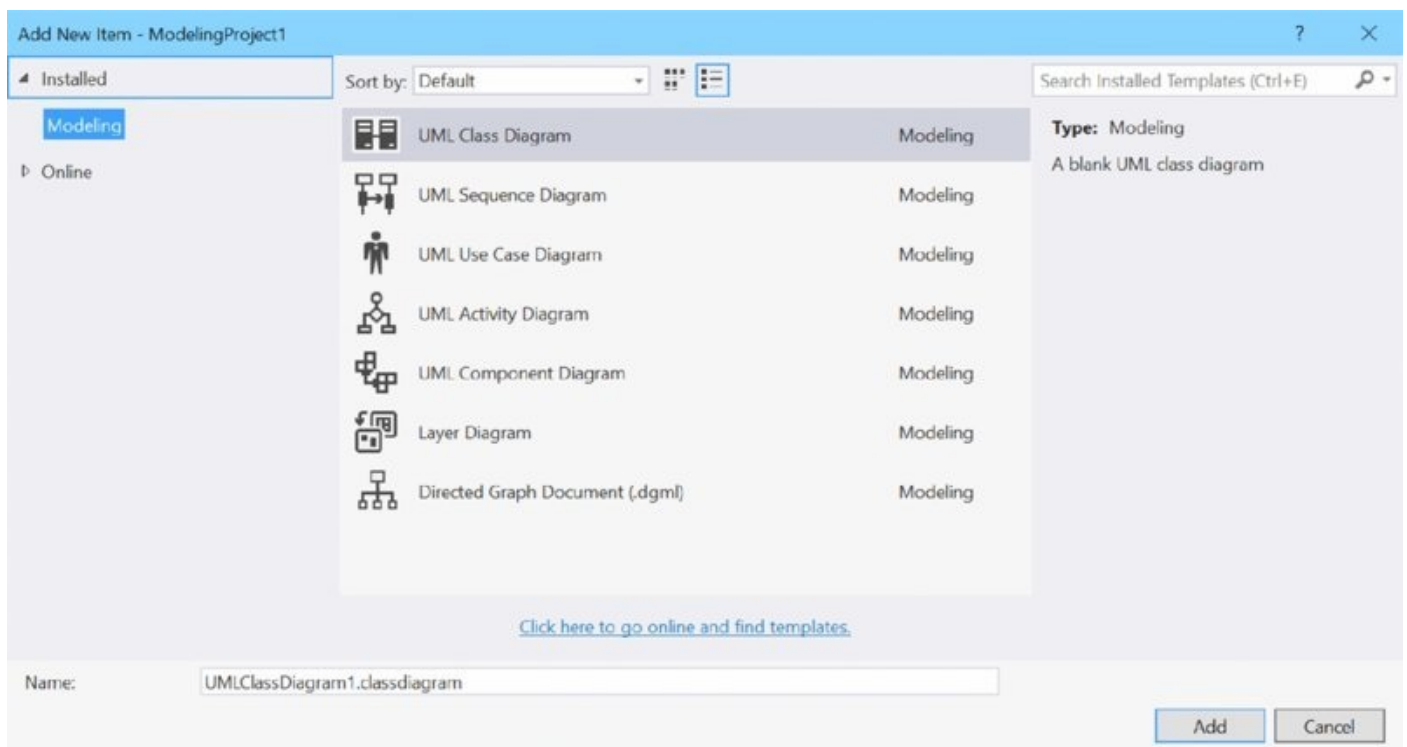 Add New Item - ModelingProject1
?
Installed
Sort by: Default
Search Installed Templates (Ctrl+E)
Modeling
Online
UML Class Diagram Modeling
UML Sequence Diagram Modeling
UML Use Case Diagram Modeling
UML Activity Diagram Modeling
UML Component Diagram Modeling
Layer Diagram Modeling
Directed Graph Document (.dgml) Modeling
Type: Modeling
A blank UML class diagram
Click here to go online and find templates.
Name: UMLClassDiagram1.classdiagram
Add
Cancel